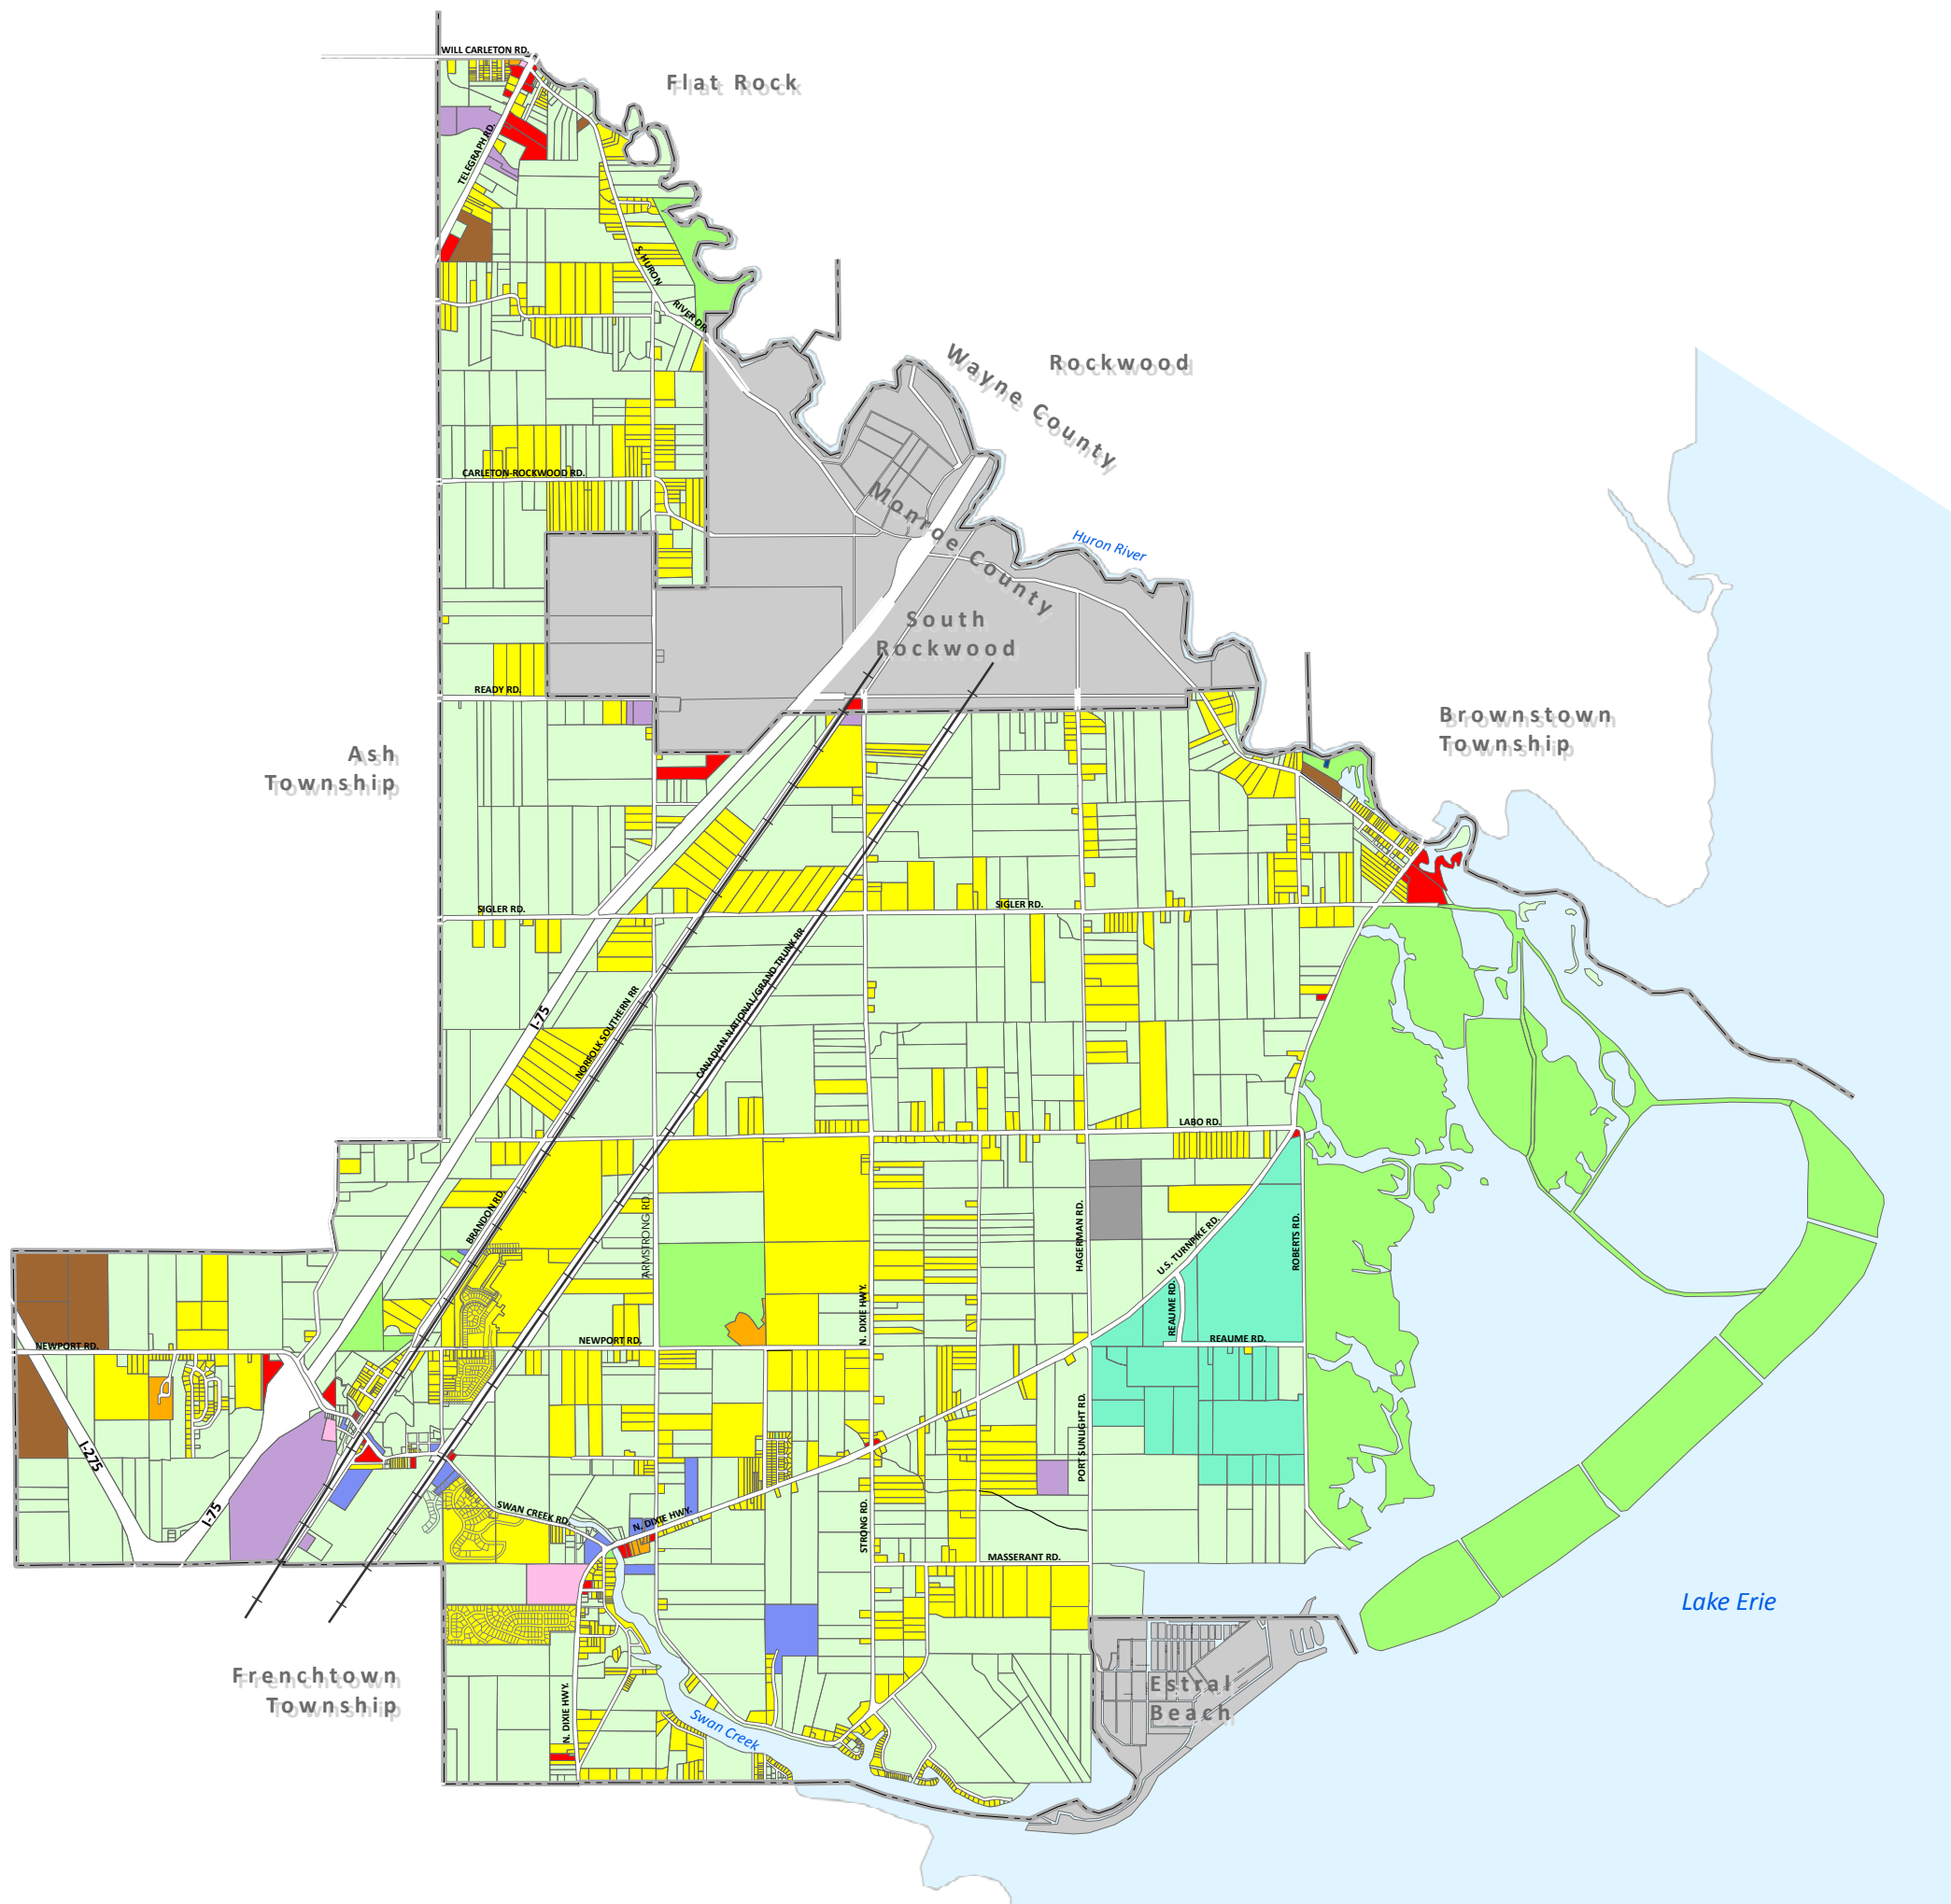 WILL CARLETON RD.
Flat Rock
TELEGRAPH RD.
S. HURON
RIVER DR.
Wayne County
Rockwood
CARLETON-ROCKWOOD RD.
Monroe County
Huron River
South
Rockwood
READY RD.
Brownstown
Township
Ash
Township
SIGLER RD.
SIGLER RD.
I-75
NORFOLK SOUTHERN RR
CANADIAN NATIONAL/GRAND TRUNK RR
LABO RD.
BRANDON RD.
ARMSTRONG RD.
N. DIXIE HWY.
HAGERMAN RD.
U.S. TURNPIKE RD.
ROBERTS RD.
REAUME RD.
REAUME RD.
NEWPORT RD.
NEWPORT RD.
I-275
I-75
PORT SUNLIGHT RD.
SWAN CREEK RD.
N. DIXIE HWY.
STRONG RD.
MASSERANT RD.
Lake Erie
Frenchtown
Township
N. DIXIE HWY.
Swan Creek
Estral
Beach